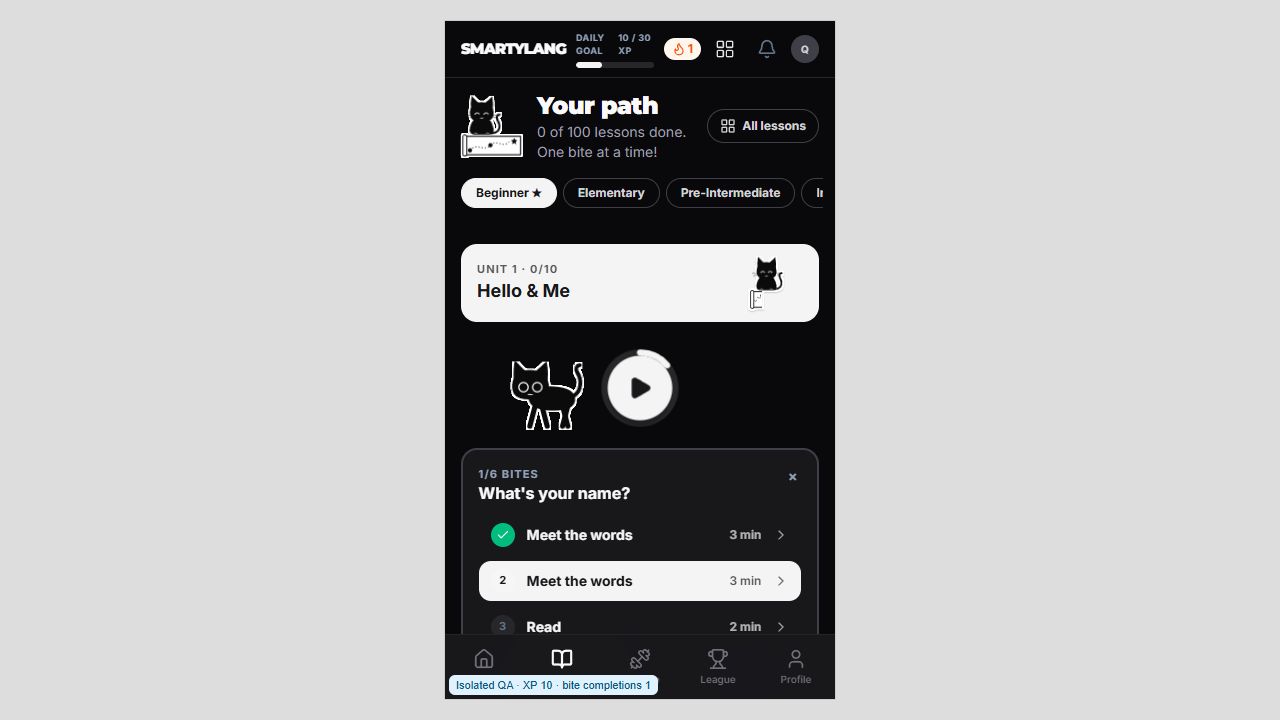 SMARTYLANG
DAILY GOAL
10 / 30 XP
1
Q
Your path
0 of 100 lessons done.
One bite at a time!
All lessons
Beginner ★
Elementary
Pre-Intermediate
UNIT 1 · 0/10
Hello & Me
1/6 BITES
What's your name?
×
Meet the words
3 min
2
Meet the words
3 min
3
Read
2 min
League
Profile
Isolated QA · XP 10 · bite completions 1